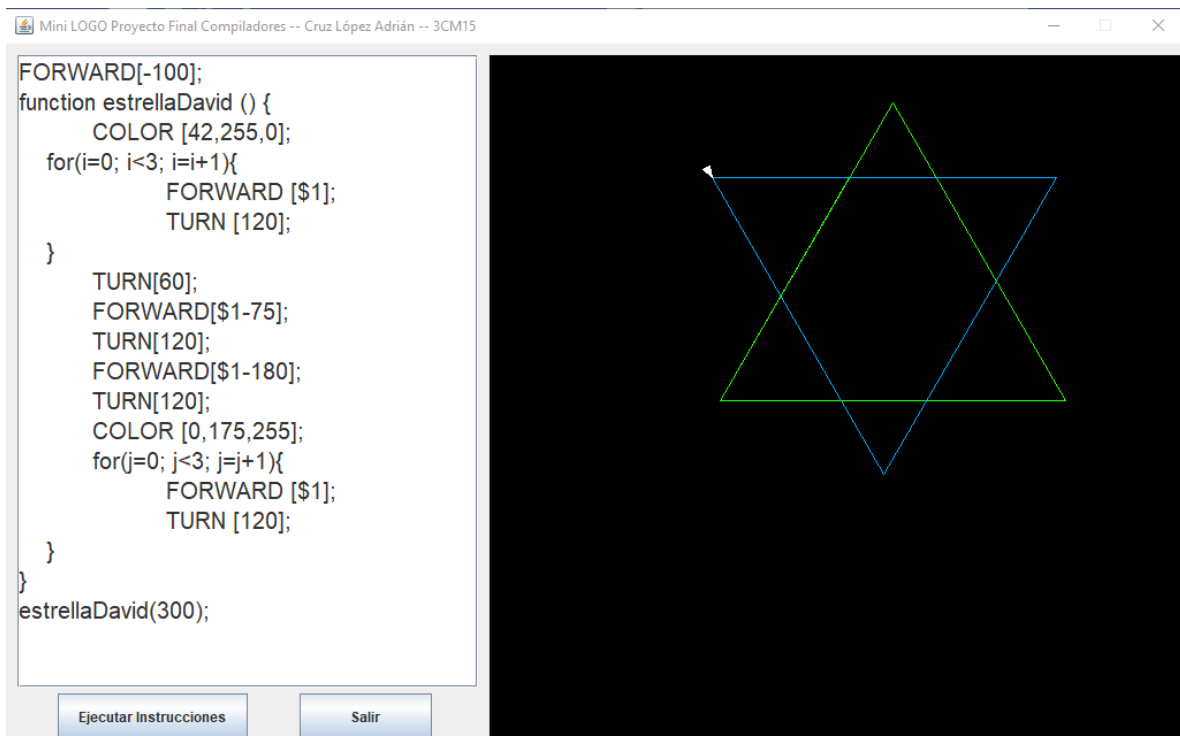 Mini LOGO Proyecto Final Compiladores -- Cruz López Adrián -- 3CM15
FORWARD[-100];
function estrellaDavid () {
COLOR [42,255,0];
for(i=0; i<3; i=i+1){
FORWARD [$1];
TURN [120];
}
TURN[60];
FORWARD[$1-75];
TURN[120];
FORWARD[$1-180];
TURN[120];
COLOR [0,175,255];
for(j=0; j<3; j=j+1){
FORWARD [$1];
TURN [120];
}
}
estrellaDavid(300);
Ejecutar Instrucciones
Salir